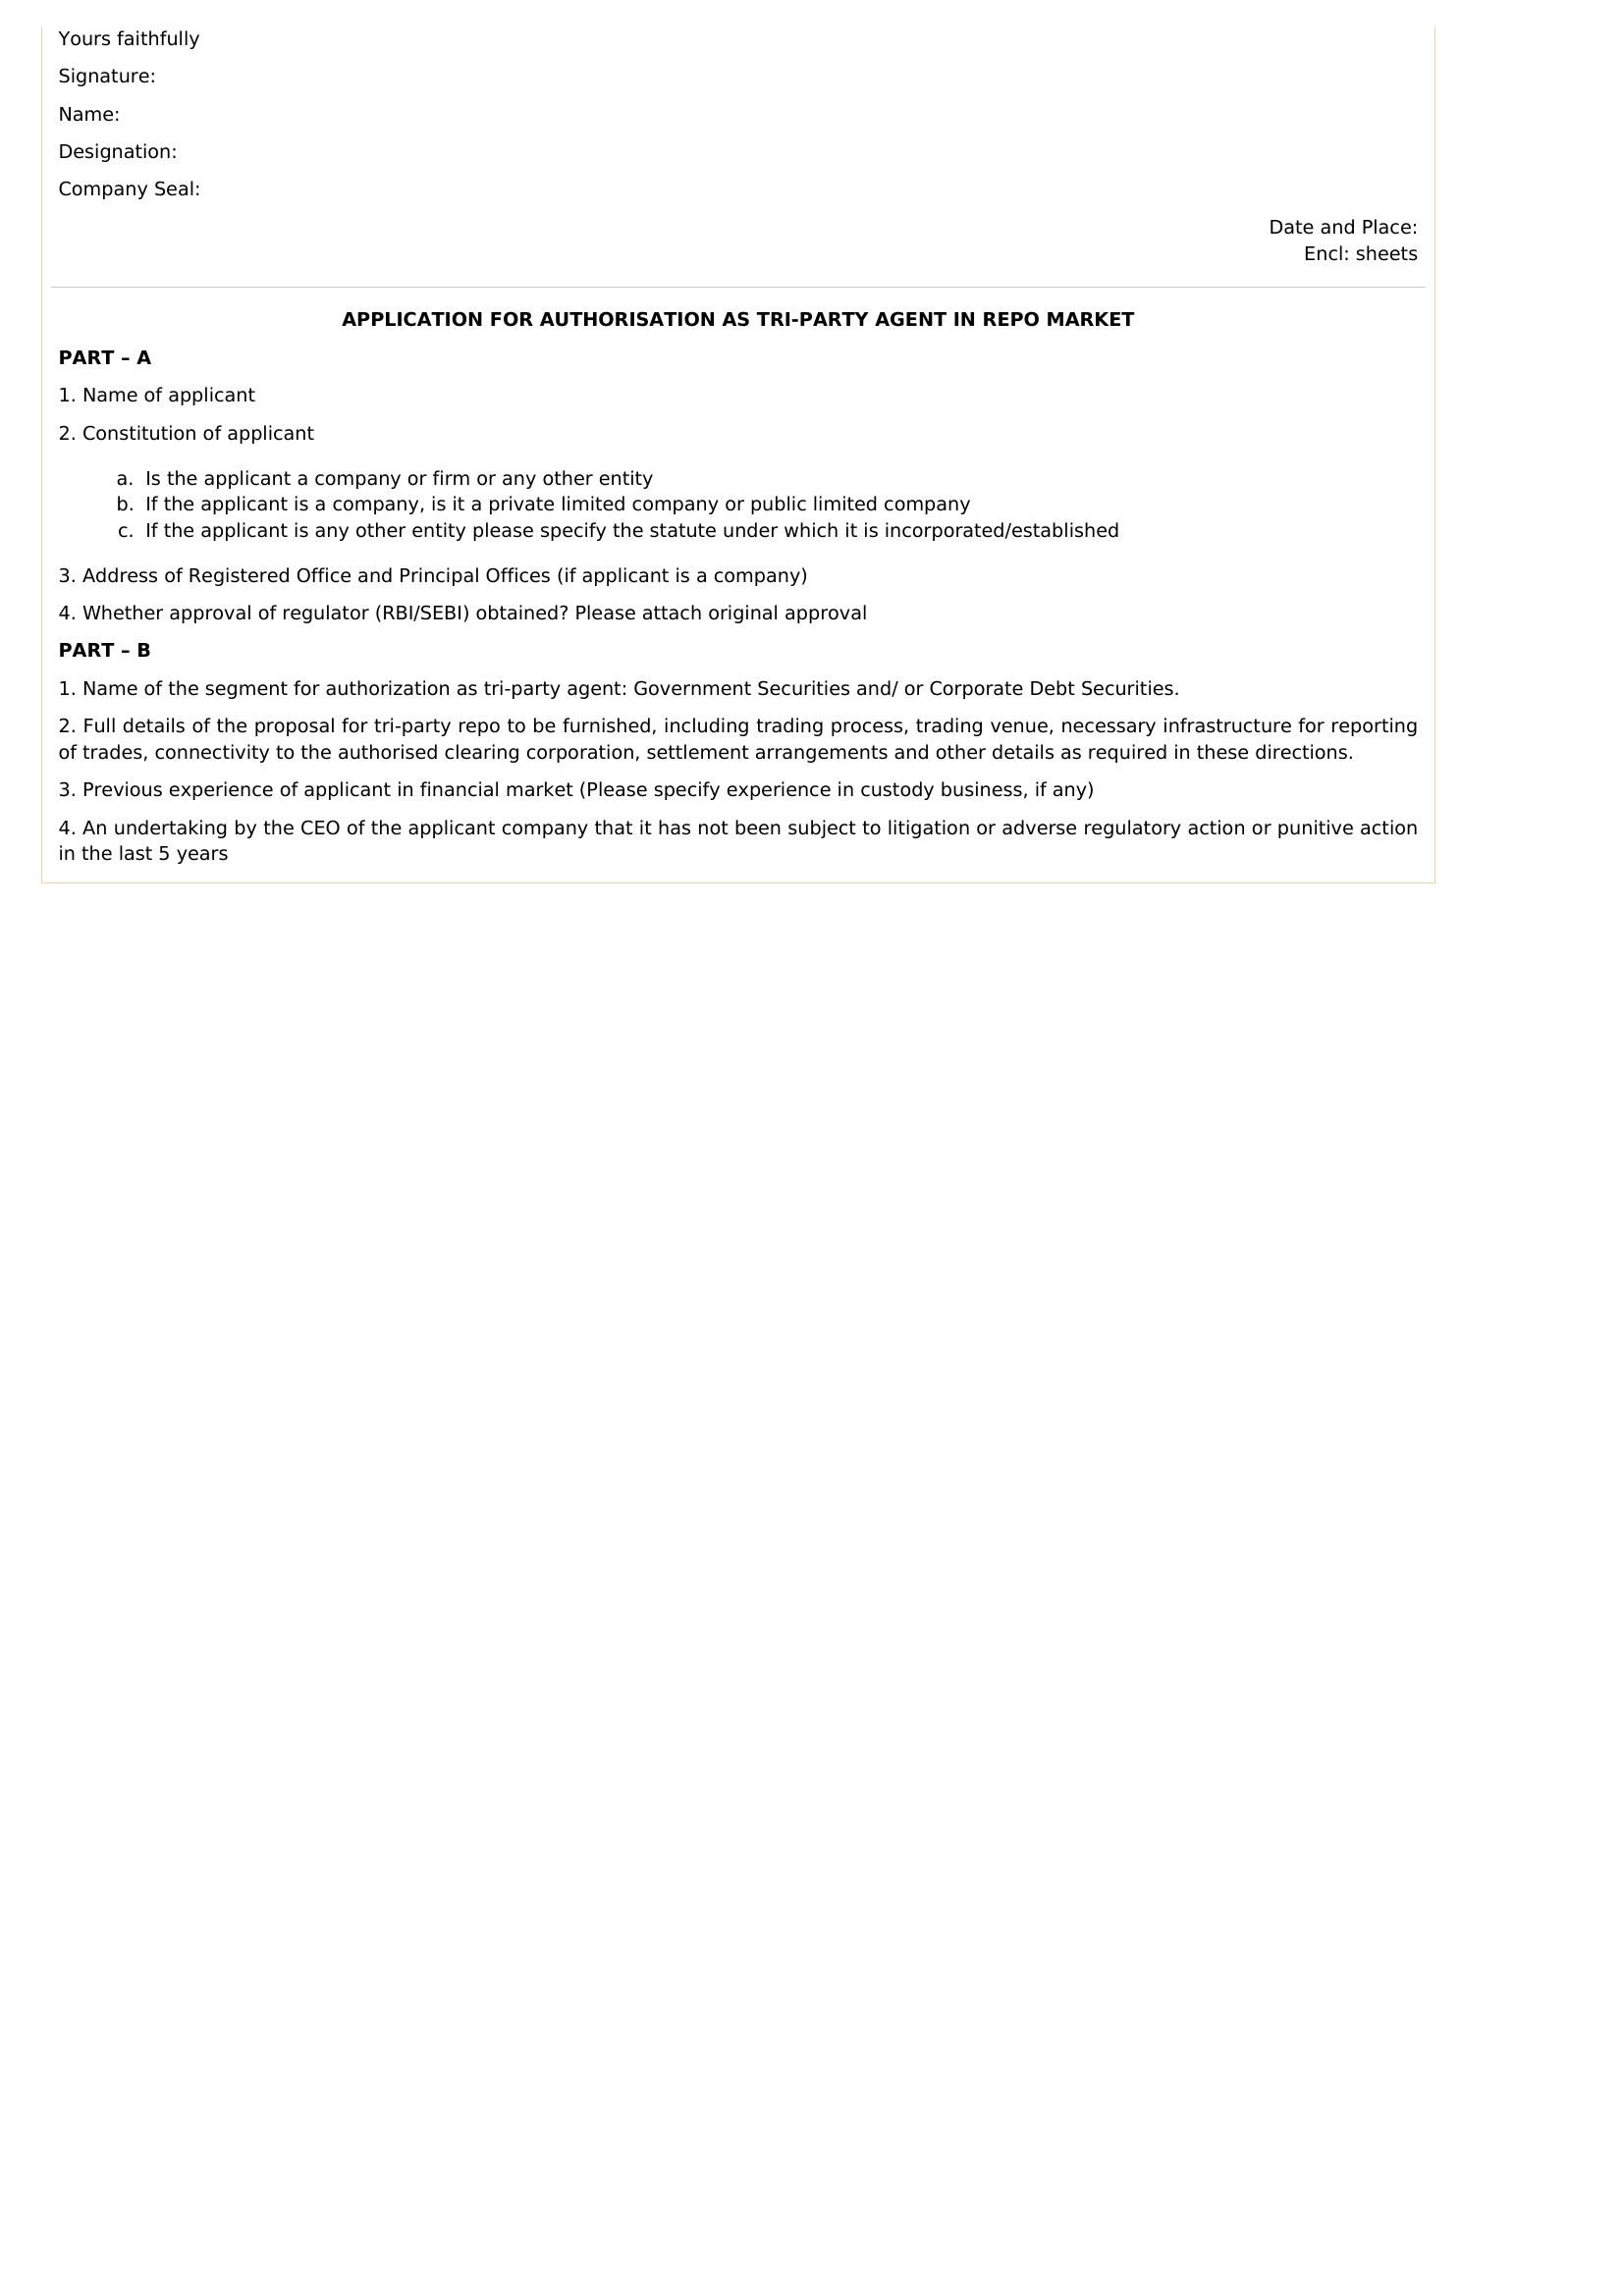 Yours faithfully
Signature:
Name:
Designation:
Company Seal:
Date and Place:
Encl: sheets
APPLICATION FOR AUTHORISATION AS TRI-PARTY AGENT IN REPO MARKET
PART – A
1. Name of applicant
2. Constitution of applicant
a. Is the applicant a company or firm or any other entity
b. If the applicant is a company, is it a private limited company or public limited company
c. If the applicant is any other entity please specify the statute under which it is incorporated/established
3. Address of Registered Office and Principal Offices (if applicant is a company)
4. Whether approval of regulator (RBI/SEBI) obtained? Please attach original approval
PART – B
1. Name of the segment for authorization as tri-party agent: Government Securities and/ or Corporate Debt Securities.
2. Full details of the proposal for tri-party repo to be furnished, including trading process, trading venue, necessary infrastructure for reporting
of trades, connectivity to the authorised clearing corporation, settlement arrangements and other details as required in these directions.
3. Previous experience of applicant in financial market (Please specify experience in custody business, if any)
4. An undertaking by the CEO of the applicant company that it has not been subject to litigation or adverse regulatory action or punitive action
in the last 5 years